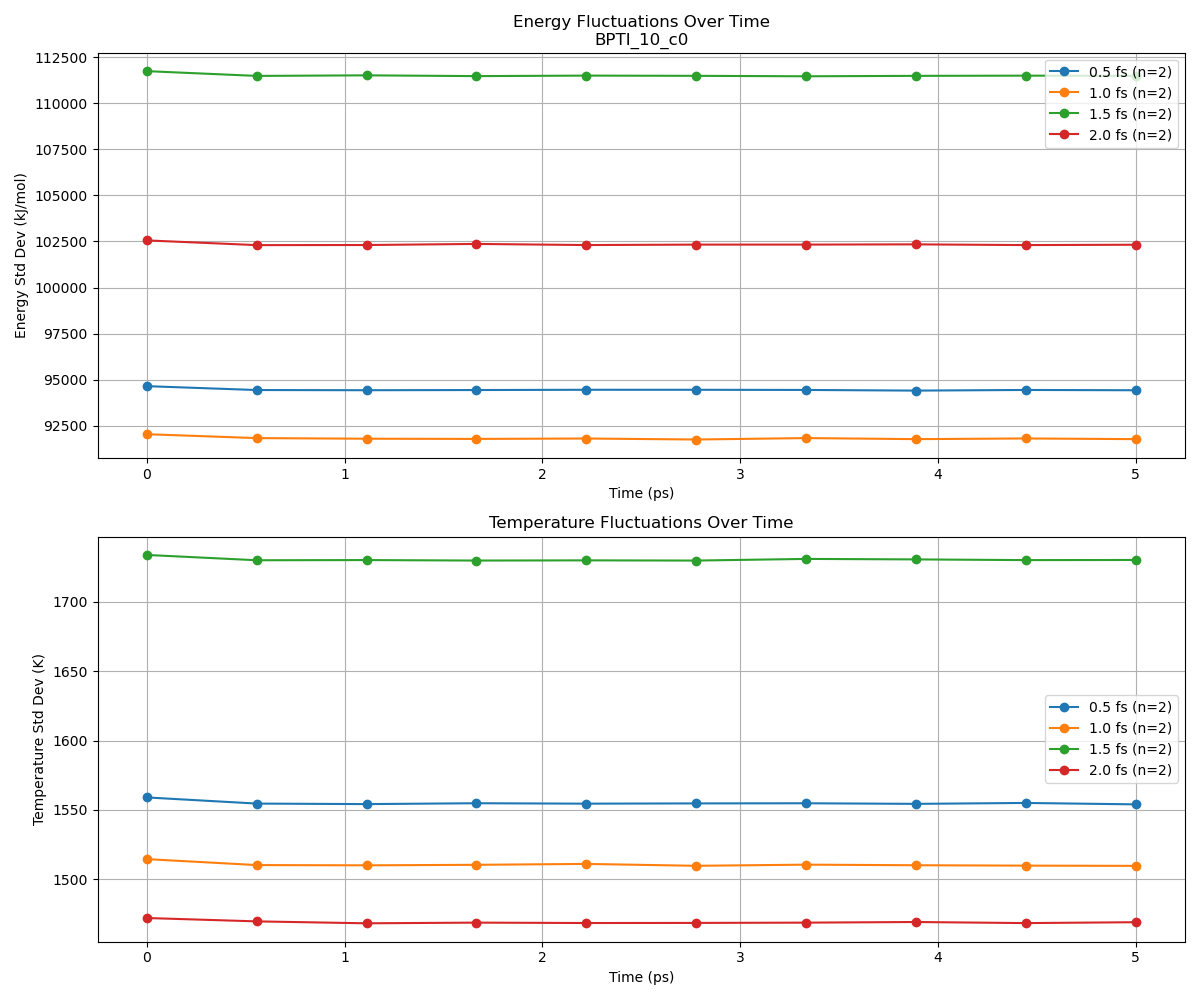 Energy Fluctuations Over Time
BPTI_10_c0
112500
110000
107500
105000
102500
100000
97500
95000
92500
Energy Std Dev (kJ/mol)
0.5 fs (n=2)
1.0 fs (n=2)
1.5 fs (n=2)
2.0 fs (n=2)
0 1 2 3 4 5
Time (ps)
Temperature Fluctuations Over Time
1700
1650
1600
1550
1500
Temperature Std Dev (K)
0.5 fs (n=2)
1.0 fs (n=2)
1.5 fs (n=2)
2.0 fs (n=2)
0 1 2 3 4 5
Time (ps)